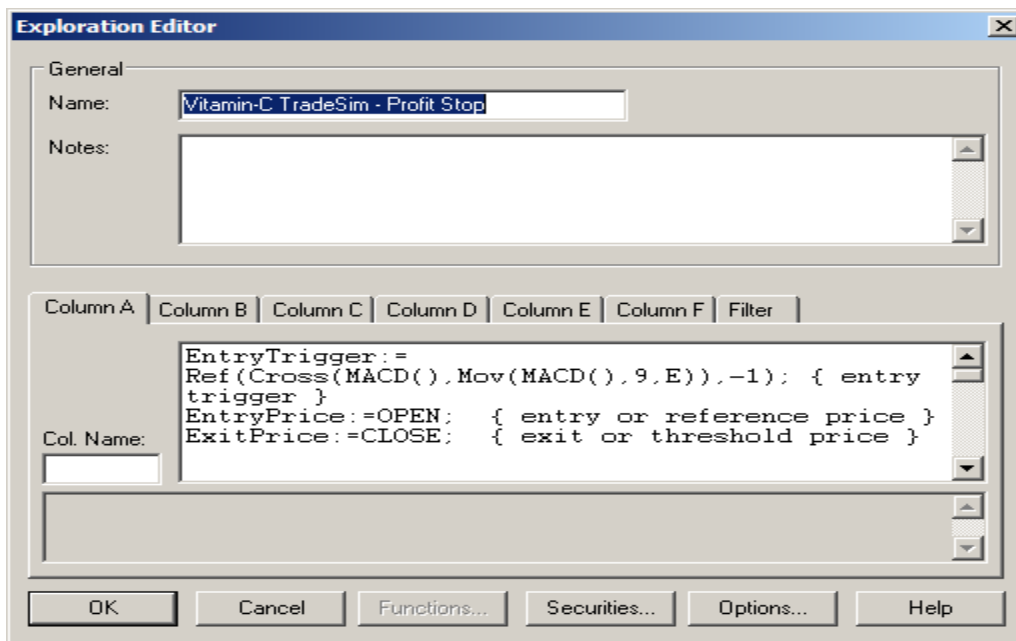 Exploration Editor
General
Name:
Vitamin-C TradeSim - Profit Stop
Notes:
Column A Column B Column C Column D Column E Column F Filter
EntryTrigger:=
Ref(Cross(MACD(),Mov(MACD(),9,E)),-1); { entry
trigger }
EntryPrice:=OPEN; { entry or reference price }
ExitPrice:=CLOSE; { exit or threshold price }
Col. Name:
OK Cancel Functions... Securities... Options... Help